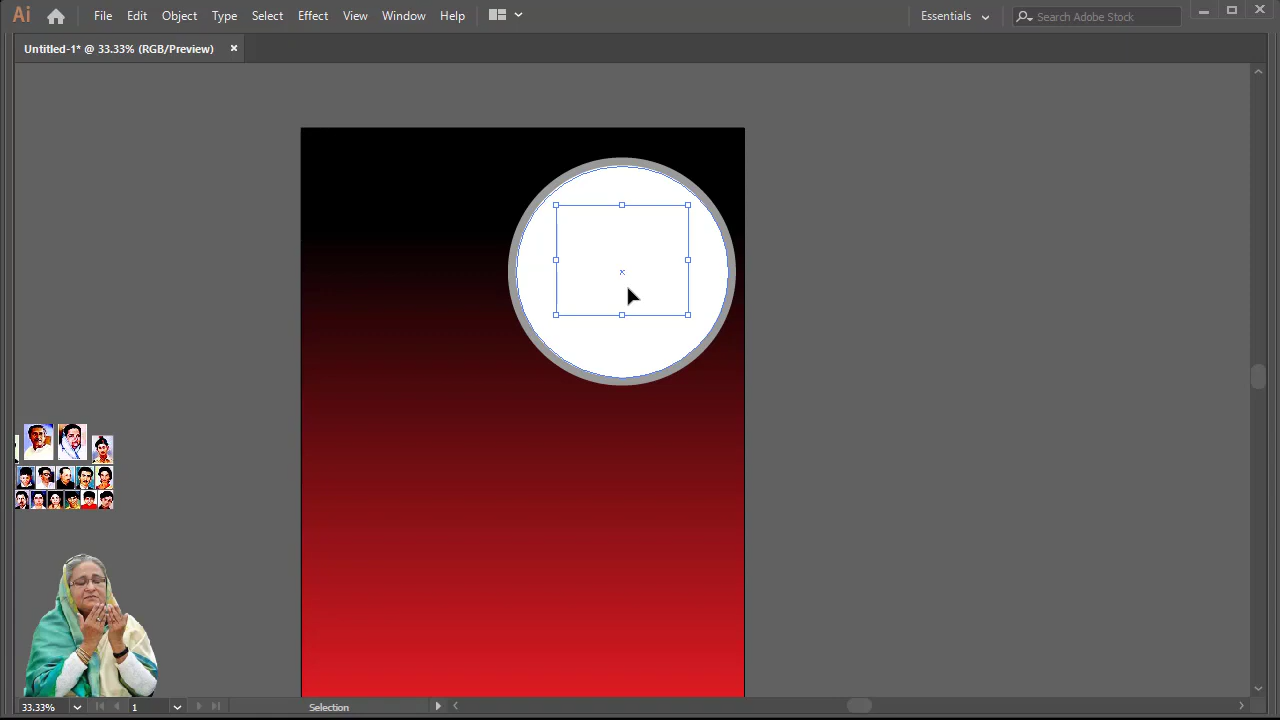 Ai File Edit Object Type Select Effect View Window Help Essentials Search Adobe Stock
Untitled-1* @ 33.33% (RGB/Preview)
33.33% 1 Selection